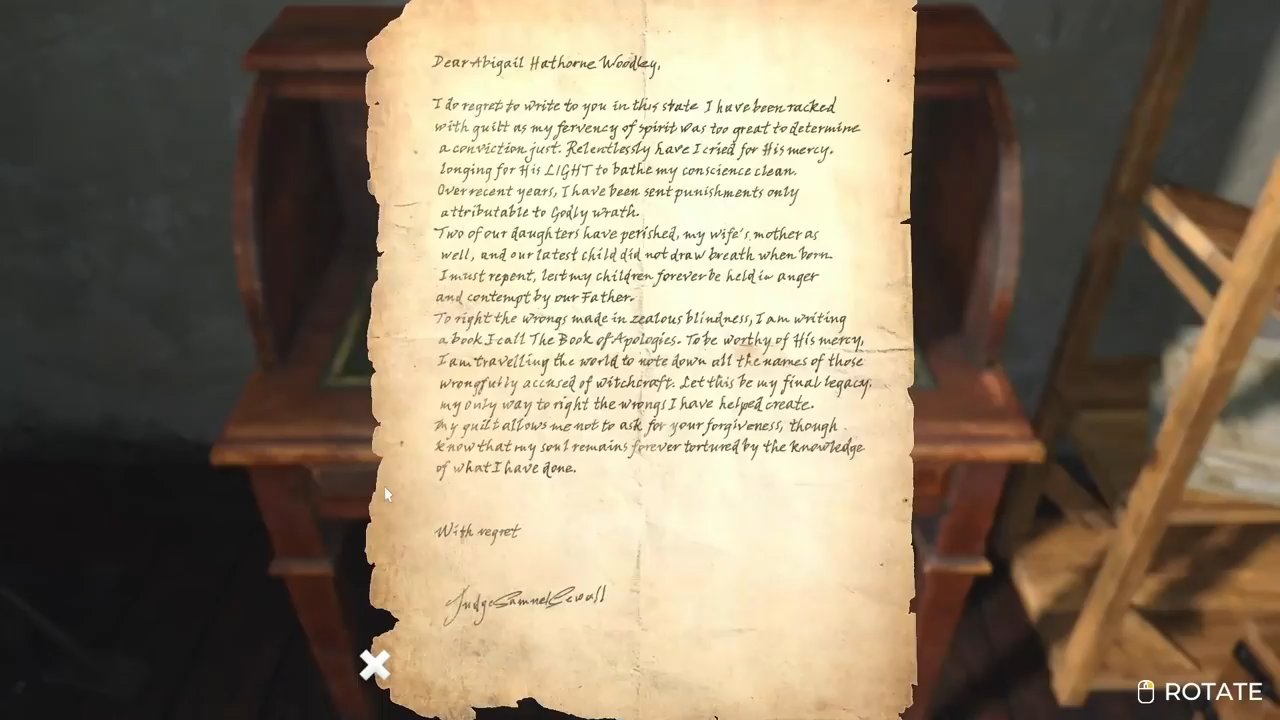 Dear Abigail Hathorne Woodley,
I do regret to write to you in this state I have been racked
with guilt as my fervency of spirit was too great to determine
a conviction just. Relentlessly have I cried for His mercy.
longing for His LIGHT to bathe my conscience clean.
Over recent years, I have been sent punishments only
attributable to Godly wrath.
Two of our daughters have perished, my wife's mother as
well, and our latest child did not draw breath when born.
I must repent, lest my children forever be held in anger
and contempt by our Father.
To right the wrongs made in zealous blindness, I am writing
a book I call The Book of Apologies. To be worthy of His mercy,
I am travelling the world to note down all the names of those
wrongfully accused of witchcraft. Let this be my final legacy,
my only way to right the wrongs I have helped create.
My guilt allows me not to ask for your forgiveness, though
know that my soul remains forever tortured by the knowledge
of what I have done.
With regret
Judge Samuel Sewall
ROTATE